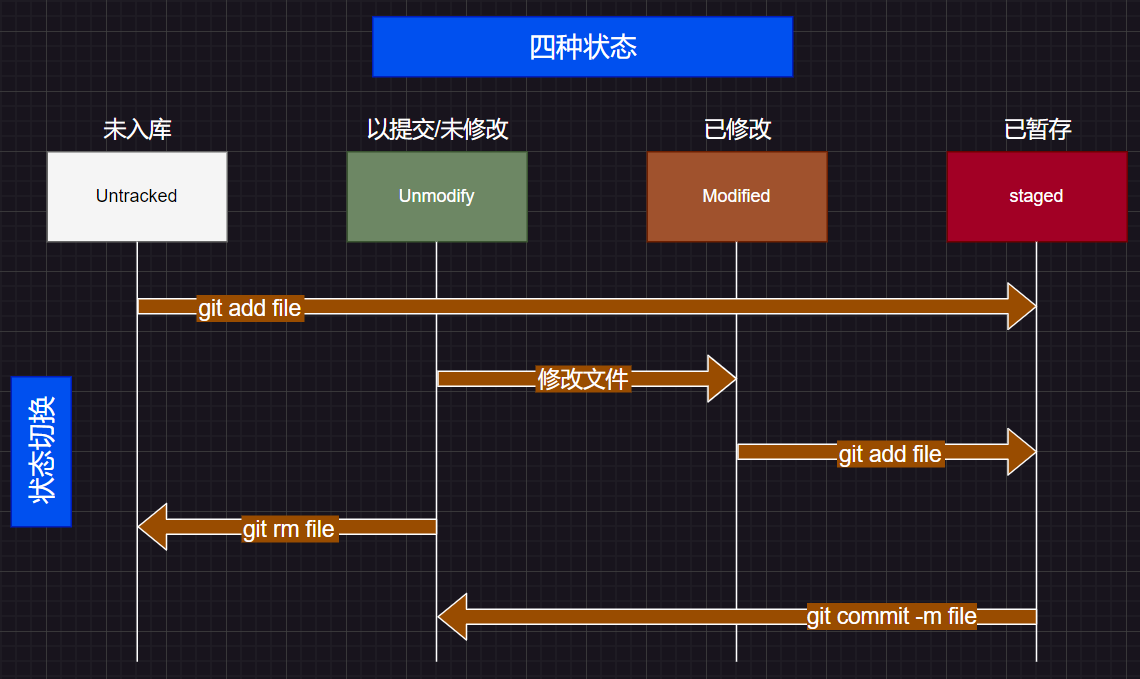 四种状态
未入库
以提交/未修改
已修改
已暂存
Untracked
Unmodify
Modified
staged
git add file
修改文件
状态切换
git add file
git rm file
git commit -m file